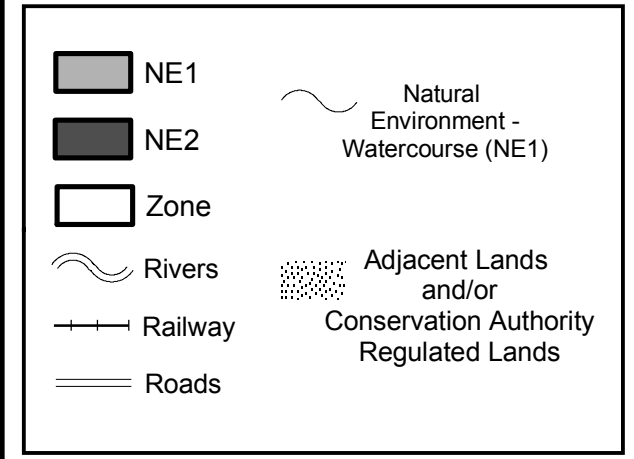 NE1
NE2
Zone
Rivers
Railway
Roads
Natural
Environment -
Watercourse (NE1)
Adjacent Lands
and/or
Conservation Authority
Regulated Lands